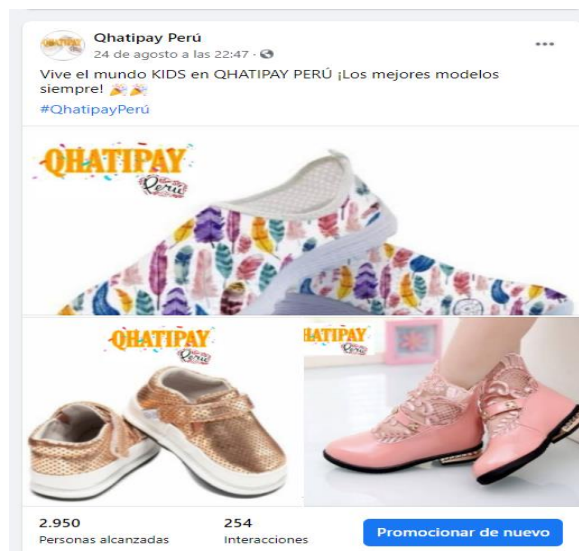 Qhatipay Perú
24 de agosto a las 22:47 ·
Vive el mundo KIDS en QHATIPAY PERÚ ¡Los mejores modelos
siempre! 🎉🎉
#QhatipayPerú
QHATIPAY
Perú
QHATIPAY
Perú
HATIPAY
Perú
2.950
254
Personas alcanzadas
Interacciones
Promocionar de nuevo